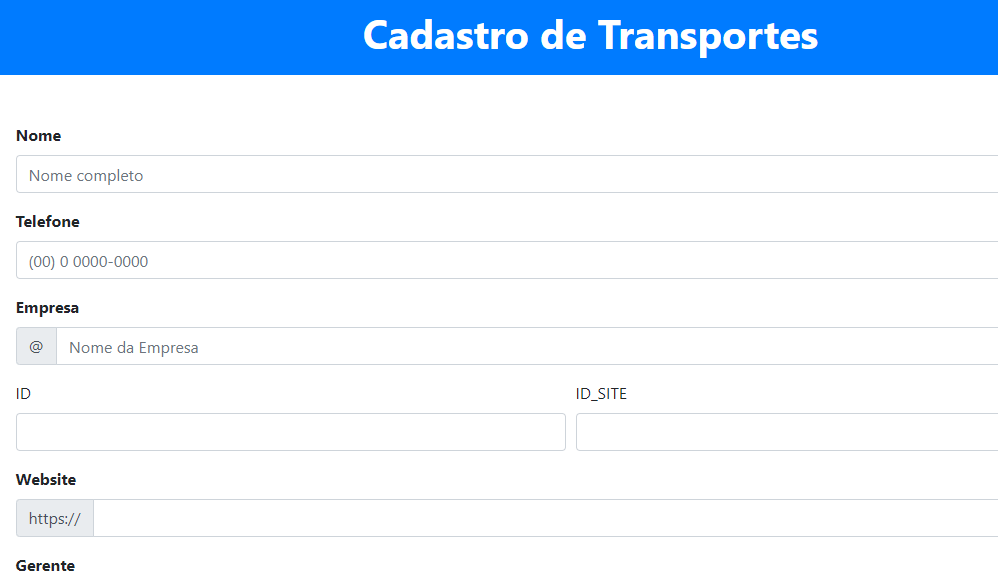 Cadastro de Transportes
Nome
Nome completo
Telefone
(00) 0 0000-0000
Empresa
@ Nome da Empresa
ID ID_SITE
Website
https://
Gerente